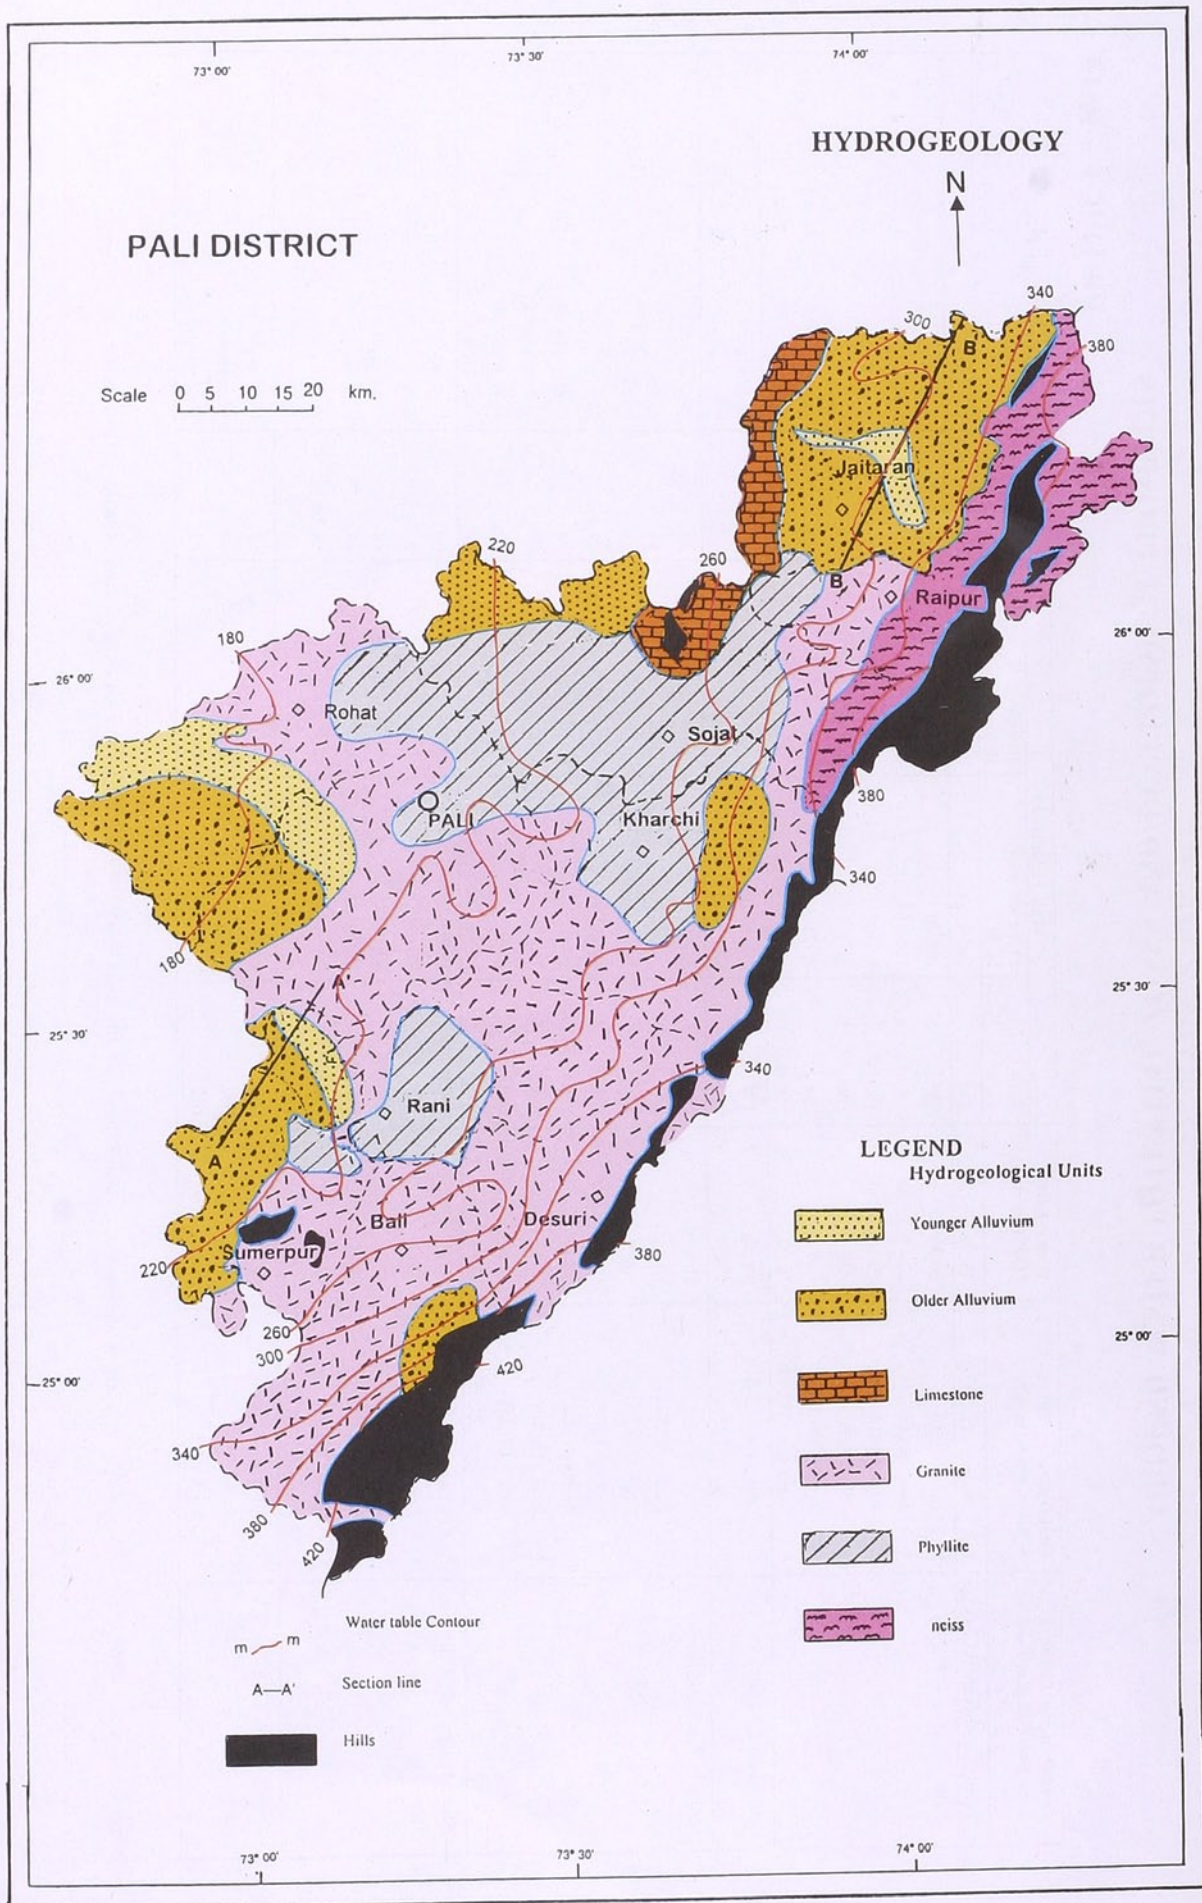 73° 00'
73° 30'
74° 00'
HYDROGEOLOGY
N
PALI DISTRICT
Scale 0 5 10 15 20 km.
340
300
B
380
Jaitaran
220
260
B'
Raipur
180
26° 00'
26° 00'
Rohat
Sojat
380
PALI
Kharchi
340
180
A'
25° 30'
25° 30'
340
Rani
A
LEGEND
Hydrogeological Units
Younger Alluvium
Bali
Desuri
Sumerpur
380
220
Older Alluvium
260
300
25° 00'
420
25° 00'
Limestone
340
Granite
380
420
Phyllite
neiss
Water table Contour
m m
Section line
A—A'
Hills
73° 00'
73° 30'
74° 00'